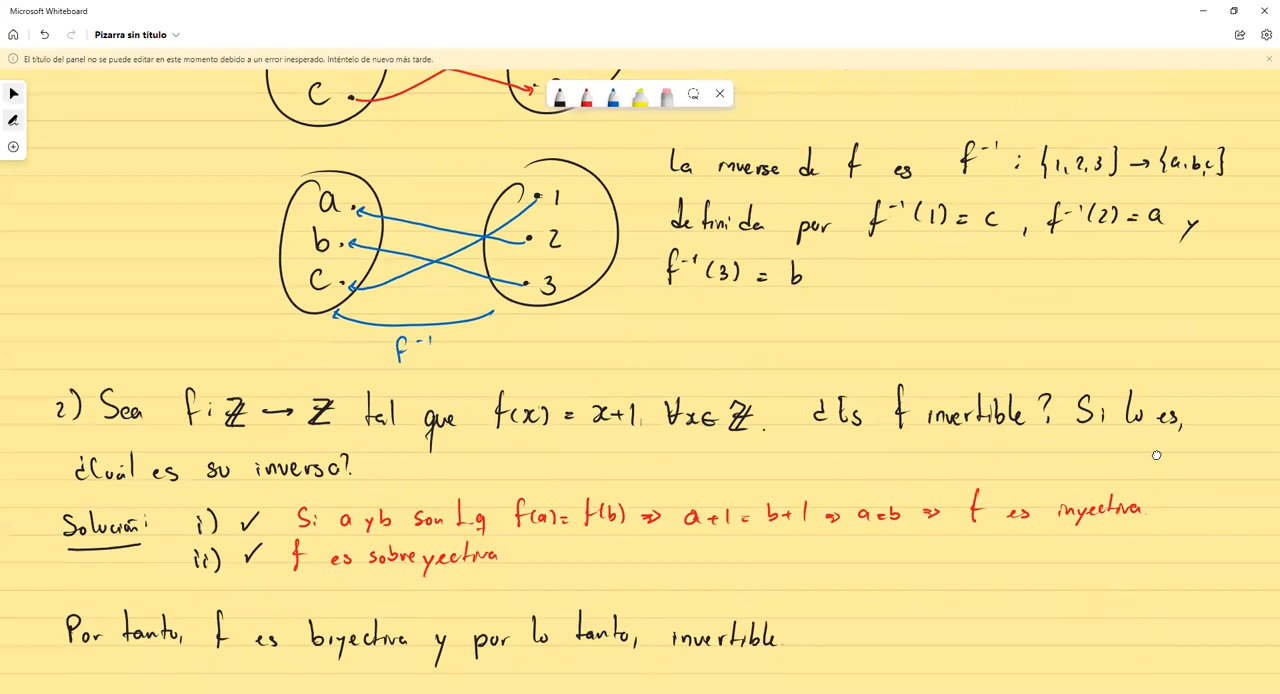 Microsoft Whiteboard
Pizarra sin título
El título del panel no se puede editar en este momento debido a un error inesperado. Inténtelo de nuevo más tarde.
c
a
b
c
1
2
3
f⁻¹
La inversa de f es f⁻¹ : {1,2,3} → {a,b,c}
definida por f⁻¹(1) = c , f⁻¹(2) = a y
f⁻¹(3) = b
2) Sea f : ℤ → ℤ tal que f(x) = x+1, ∀x∈ ℤ. ¿Es f invertible? Si lo es,
¿Cuál es su inversa?
Solución: i) ✓ Si a y b son t.q f(a) = f(b) ⇒ a+1 = b+1 ⇒ a=b ⇒ f es inyectiva.
ii) ✓ f es sobreyectiva
Por tanto, f es biyectiva y por lo tanto, invertible.